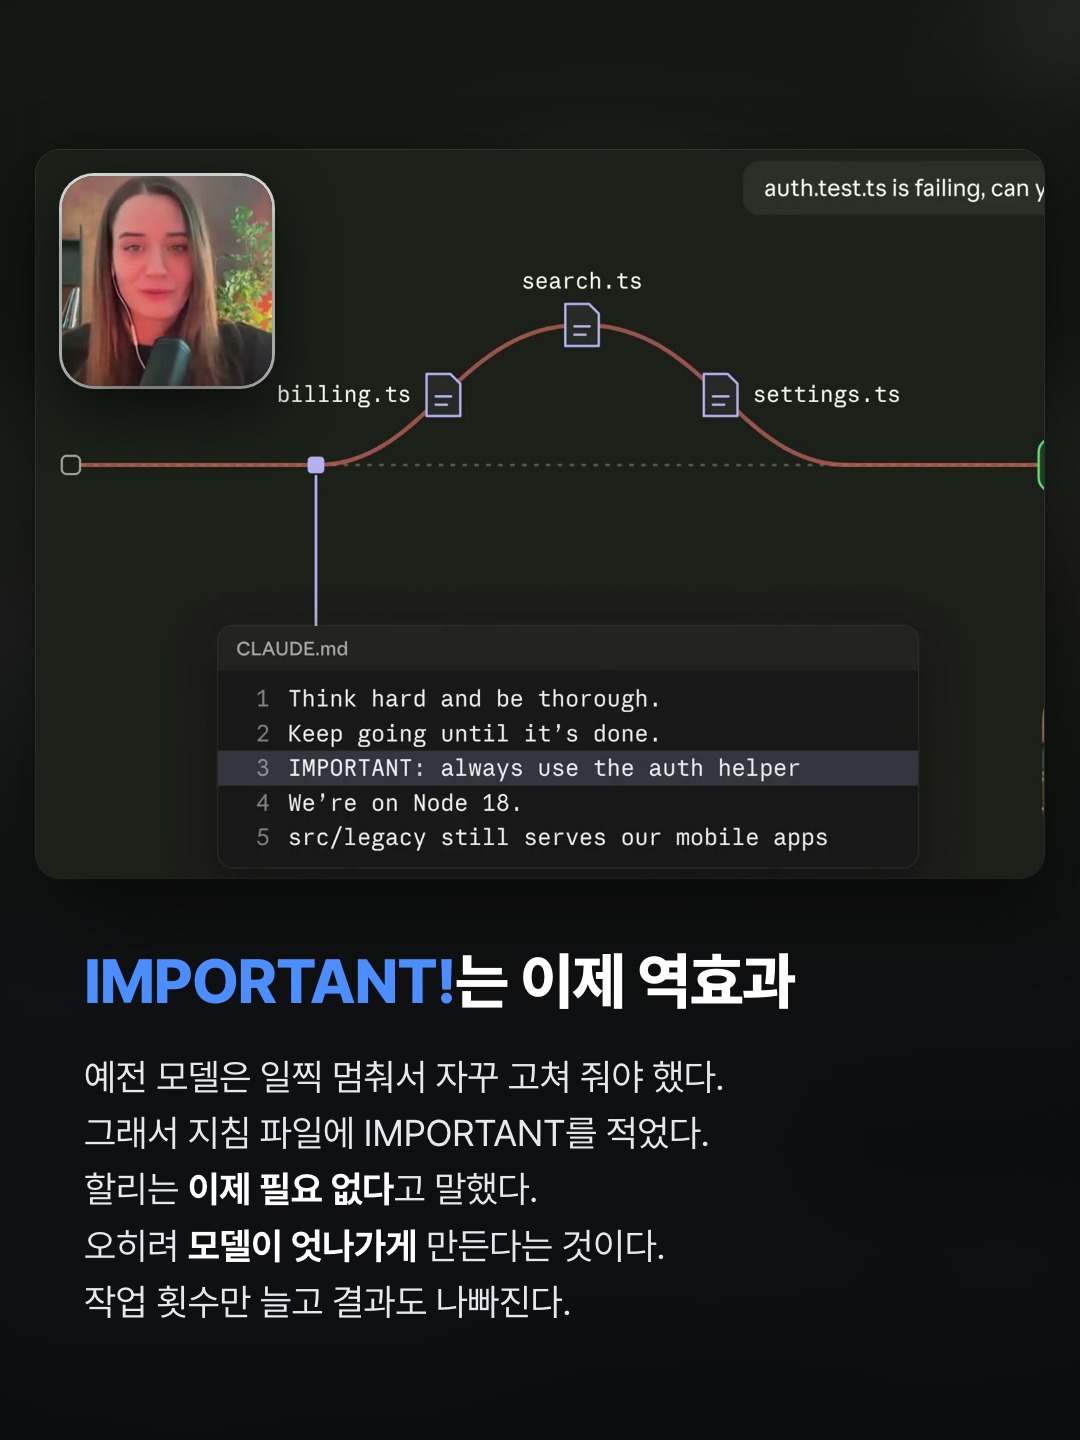 auth.test.ts is failing, can y
search.ts
billing.ts
settings.ts
CLAUDE.md
1 Think hard and be thorough.
2 Keep going until it’s done.
3 IMPORTANT: always use the auth helper
4 We’re on Node 18.
5 src/legacy still serves our mobile apps
IMPORTANT!는 이제 역효과
예전 모델은 일찍 멈춰서 자꾸 고쳐 줘야 했다.
그래서 지침 파일에 IMPORTANT를 적었다.
할리는 이제 필요 없다고 말했다.
오히려 모델이 엇나가게 만든다는 것이다.
작업 횟수만 늘고 결과도 나빠진다.